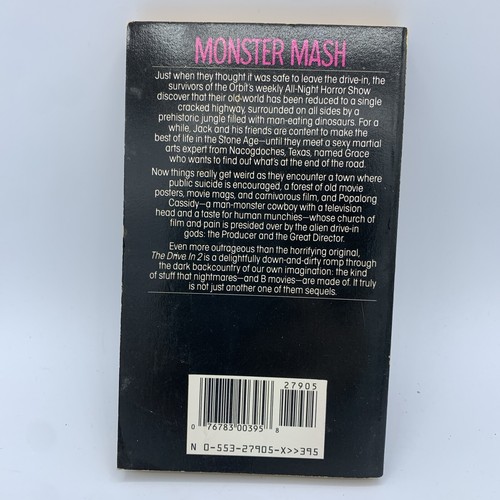 MONSTER MASH
Just when they thought it was safe to leave the drive-in, the
survivors of the Orbit's weekly All-Night Horror Show
discover that their old-world has been reduced to a single
cracked highway, surrounded on all sides by a
prehistoric jungle filled with man-eating dinosaurs. For a
while, Jack and his friends are content to make the
best of life in the Stone Age—until they meet a sexy martial
arts expert from Nacogdoches, Texas, named Grace
who wants to find out what's at the end of the road.
Now things really get weird as they encounter a town where
public suicide is encouraged, a forest of old movie
posters, movie mags, and carnivorous film, and Popalong
Cassidy—a man-monster cowboy with a television
head and a taste for human munchies—whose church of
film and pain is presided over by the alien drive-in
gods: the Producer and the Great Director.
Even more outrageous than the horrifying original,
The Drive In 2 is a delightfully down-and-dirty romp through
the dark backcountry of our own imagination: the kind
of stuff that nightmares—and B movies—are made of. It truly
is not just another one of them sequels.
27905
0 76783 00395 8
N 0-553-27905-X>>395